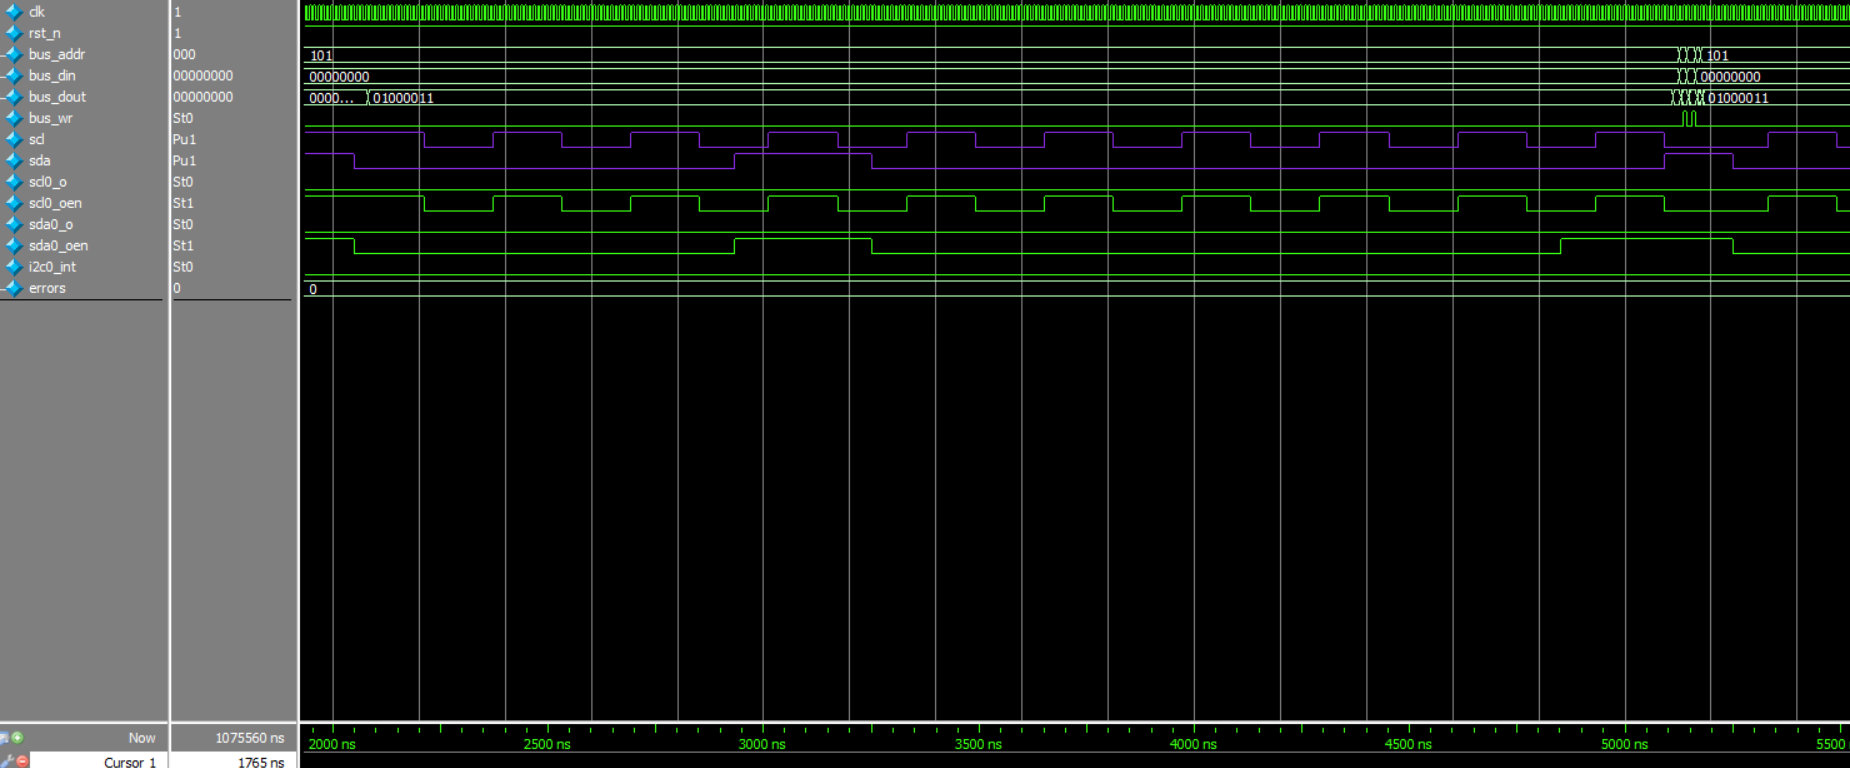 clk 1
rst_n 1
bus_addr 000 101 101
bus_din 00000000 00000000 00000000
bus_dout 00000000 0000... 01000011 01000011
bus_wr St0
scl Pu1
sda Pu1
scl0_o St0
scl0_oen St1
sda0_o St0
sda0_oen St1
i2c0_int St0
errors 0 0
Now 1075560 ns 2000 ns 2500 ns 3000 ns 3500 ns 4000 ns 4500 ns 5000 ns 5500
Cursor 1 1765 ns